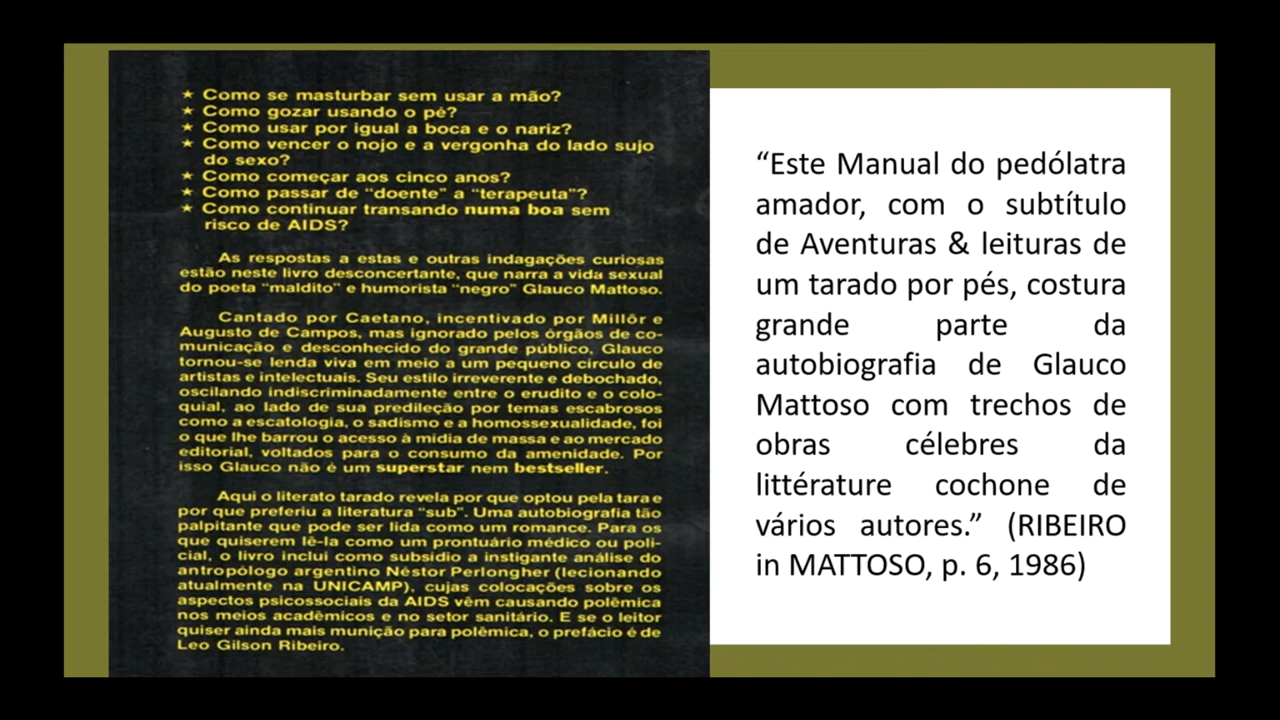 ★ Como se masturbar sem usar a mão?
★ Como gozar usando o pé?
★ Como usar por igual a boca e o nariz?
★ Como vencer o nojo e a vergonha do lado sujo
do sexo?
★ Como começar aos cinco anos?
★ Como passar de “doente” a “terapeuta”?
★ Como continuar transando numa boa sem
risco de AIDS?
As respostas a estas e outras indagações curiosas
estão neste livro desconcertante, que narra a vida sexual
do poeta “maldito” e humorista “negro” Glauco Mattoso.
Cantado por Caetano, incentivado por Millôr e
Augusto de Campos, mas ignorado pelos órgãos de co-
municação e desconhecido do grande público, Glauco
tornou-se lenda viva em meio a um pequeno círculo de
artistas e intelectuais. Seu estilo irreverente e debochado,
oscilando indiscriminadamente entre o erudito e o colo-
quial, ao lado de sua predileção por temas escabrosos
como a escatologia, o sadismo e a homossexualidade, foi
o que lhe barrou o acesso à mídia de massa e ao mercado
editorial, voltados para o consumo da amenidade. Por
isso Glauco não é um superstar nem bestseller.
Aqui o literato tarado revela por que optou pela tara e
por que preferiu a literatura “sub”. Uma autobiografia tão
palpitante que pode ser lida como um romance. Para os
que quiserem lê-la como um prontuário médico ou poli-
cial, o livro inclui como subsídio a instigante análise do
antropólogo argentino Néstor Perlongher (lecionando
atualmente na UNICAMP), cujas colocações sobre os
aspectos psicossociais da AIDS vêm causando polêmica
nos meios acadêmicos e no setor sanitário. E se o leitor
quiser ainda mais munição para polêmica, o prefácio é de
Leo Gilson Ribeiro.
“Este Manual do pedólatra
amador, com o subtítulo
de Aventuras & leituras de
um tarado por pés, costura
grande parte da
autobiografia de Glauco
Mattoso com trechos de
obras célebres da
littérature cochone de
vários autores.” (RIBEIRO
in MATTOSO, p. 6, 1986)